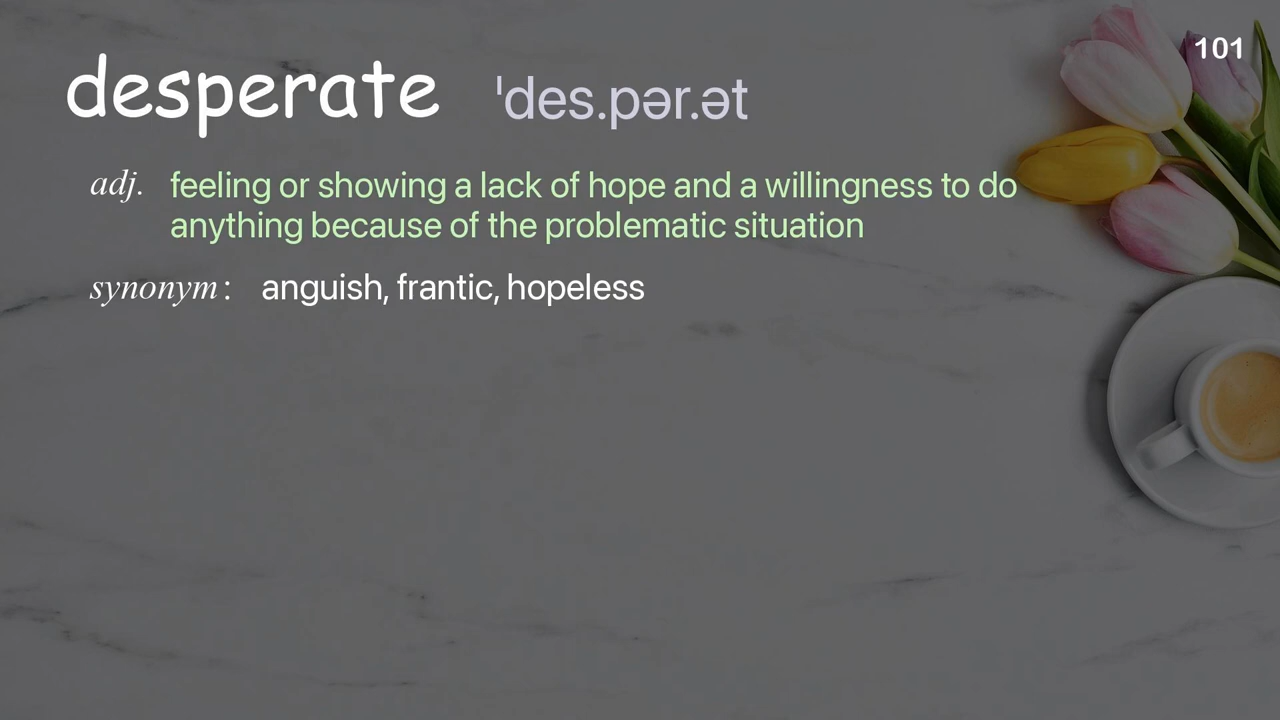 101
desperate ˈdes.pər.ət
adj. feeling or showing a lack of hope and a willingness to do
anything because of the problematic situation
synonym : anguish, frantic, hopeless